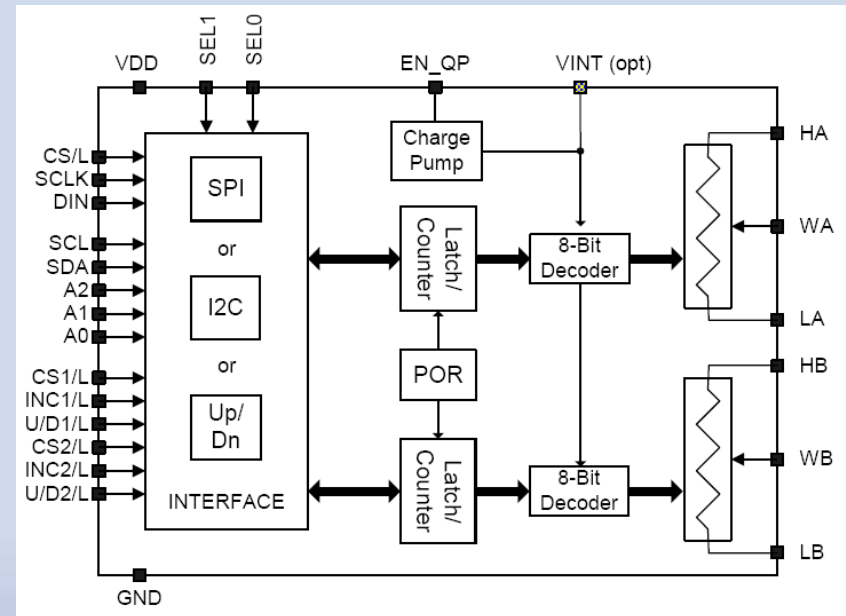 SEL1
SEL0
VDD
EN_QP
VINT (opt)
CS/L
SCLK
DIN
SCL
SDA
A2
A1
A0
CS1/L
INC1/L
U/D1/L
CS2/L
INC2/L
U/D2/L
SPI
or
I2C
or
Up/
Dn
INTERFACE
Charge
Pump
Latch/
Counter
8-Bit
Decoder
POR
Latch/
Counter
8-Bit
Decoder
HA
WA
LA
HB
WB
LB
GND